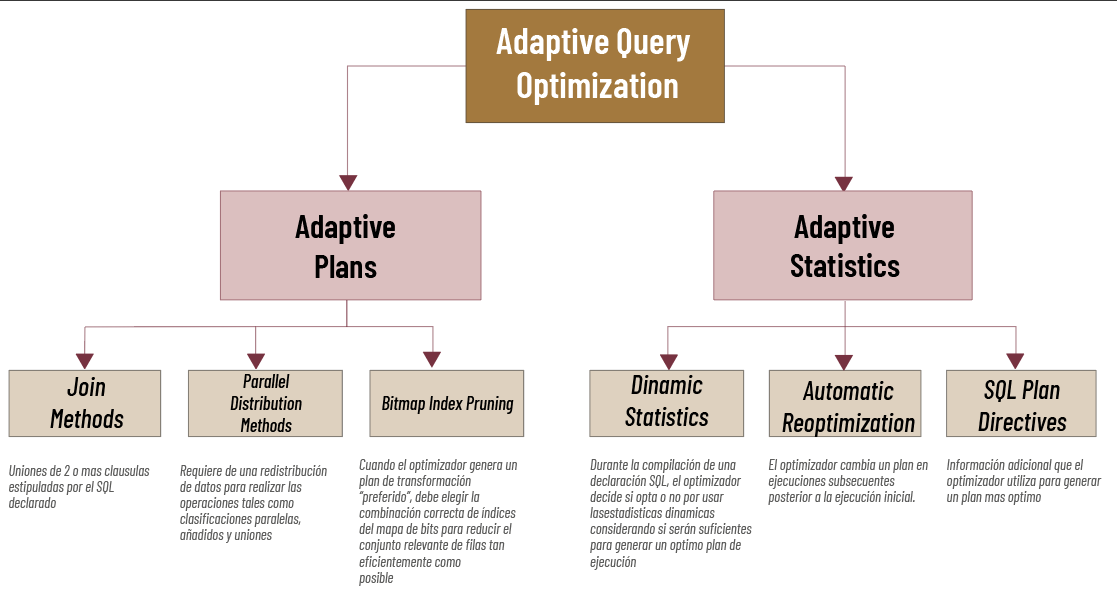 Adaptive Query
Optimization
Adaptive
Plans
Adaptive
Statistics
Join
Methods
Parallel
Distribution
Methods
Bitmap Index Pruning
Dinamic
Statistics
Automatic
Reoptimization
SQL Plan
Directives
Uniones de 2 o mas clausulas
estipuladas por el SQL
declarado
Requiere de una redistribución
de datos para realizar las
operaciones tales como
clasificaciones paralelas,
añadidos y uniones
Cuando el optimizador genera un
plan de transformación
"preferido", debe elegir la
combinación correcta de índices
del mapa de bits para reducir el
conjunto relevante de filas tan
eficientemente como
posible
Durante la compilación de una
declaración SQL, el optimizador
decide si opta o no por usar
lasestadisticas dinamicas
considerando si serán suficientes
para generar un optimo plan de
ejecución
El optimizador cambia un plan en
ejecuciones subsecuentes
posterior a la ejecución inicial.
Información adicional que el
optimizador utiliza para generar
un plan mas optimo